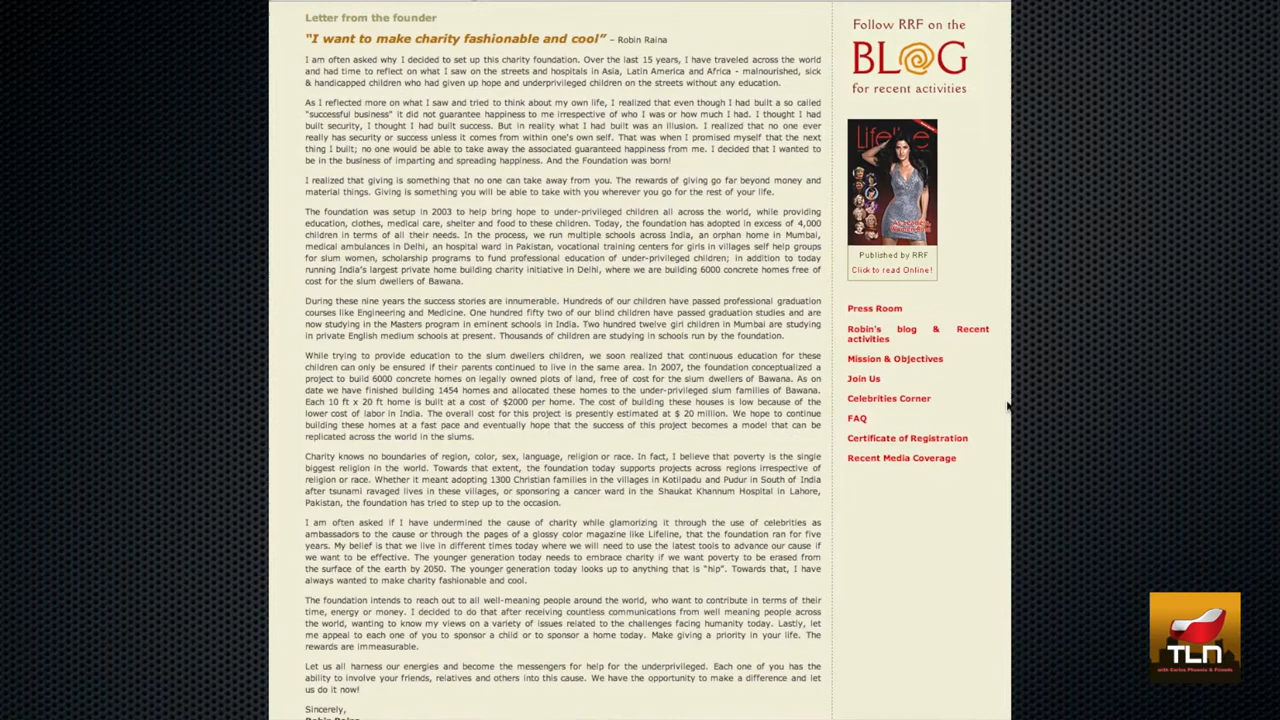 Letter from the founder
"I want to make charity fashionable and cool" – Robin Raina
I am often asked why I decided to set up this charity foundation. Over the last 15 years, I have traveled across the world
and had time to reflect on what I saw on the streets and hospitals in Asia, Latin America and Africa - malnourished, sick
& handicapped children who had given up hope and underprivileged children on the streets without any education.
As I reflected more on what I saw and tried to think about my own life, I realized that even though I had built a so called
"successful business" it did not guarantee happiness to me irrespective of who I was or how much I had. I thought I had
built security, I thought I had built success. But in reality what I had built was an illusion. I realized that no one ever
really has security or success unless it comes from within one's own self. That was when I promised myself that the next
thing I built; no one would be able to take away the associated guaranteed happiness from me. I decided that I wanted to
be in the business of imparting and spreading happiness. And the Foundation was born!
I realized that giving is something that no one can take away from you. The rewards of giving go far beyond money and
material things. Giving is something you will be able to take with you wherever you go for the rest of your life.
The foundation was setup in 2003 to help bring hope to under-privileged children all across the world, while providing
education, clothes, medical care, shelter and food to these children. Today, the foundation has adopted in excess of 4,000
children in terms of all their needs. In the process, we run multiple schools across India, an orphan home in Mumbai,
medical ambulances in Delhi, an hospital ward in Pakistan, vocational training centers for girls in villages self help groups
for slum women, scholarship programs to fund professional education of under-privileged children; in addition to today
running India's largest private home building charity initiative in Delhi, where we are building 6000 concrete homes free of
cost for the slum dwellers of Bawana.
During these nine years the success stories are innumerable. Hundreds of our children have passed professional graduation
courses like Engineering and Medicine. One hundred fifty two of our blind children have passed graduation studies and are
now studying in the Masters program in eminent schools in India. Two hundred twelve girl children in Mumbai are studying
in private English medium schools at present. Thousands of children are studying in schools run by the foundation.
While trying to provide education to the slum dwellers children, we soon realized that continuous education for these
children can only be ensured if their parents continued to live in the same area. In 2007, the foundation conceptualized a
project to build 6000 concrete homes on legally owned plots of land, free of cost for the slum dwellers of Bawana. As on
date we have finished building 1454 homes and allocated these homes to the under-privileged slum families of Bawana.
Each 10 ft x 20 ft home is built at a cost of $2000 per home. The cost of building these houses is low because of the
lower cost of labor in India. The overall cost for this project is presently estimated at $ 20 million. We hope to continue
building these homes at a fast pace and eventually hope that the success of this project becomes a model that can be
replicated across the world in the slums.
Charity knows no boundaries of region, color, sex, language, religion or race. In fact, I believe that poverty is the single
biggest religion in the world. Towards that extent, the foundation today supports projects across regions irrespective of
religion or race. Whether it meant adopting 1300 Christian families in the villages in Kotilpadu and Pudur in South of India
after tsunami ravaged lives in these villages, or sponsoring a cancer ward in the Shaukat Khannum Hospital in Lahore,
Pakistan, the foundation has tried to step up to the occasion.
I am often asked if I have undermined the cause of charity while glamorizing it through the use of celebrities as
ambassadors to the cause or through the pages of a glossy color magazine like Lifeline, that the foundation ran for five
years. My belief is that we live in different times today where we will need to use the latest tools to advance our cause if
we want to be effective. The younger generation today needs to embrace charity if we want poverty to be erased from
the surface of the earth by 2050. The younger generation today looks up to anything that is "hip". Towards that, I have
always wanted to make charity fashionable and cool.
The foundation intends to reach out to all well-meaning people around the world, who want to contribute in terms of their
time, energy or money. I decided to do that after receiving countless communications from well meaning people across
the world, wanting to know my views on a variety of issues related to the challenges facing humanity today. Lastly, let
me appeal to each one of you to sponsor a child or to sponsor a home today. Make giving a priority in your life. The
rewards are immeasurable.
Let us all harness our energies and become the messengers for help for the underprivileged. Each one of you has the
ability to involve your friends, relatives and others into this cause. We have the opportunity to make a difference and let
us do it now!
Sincerely,
Robin Raina
Follow RRF on the
BLOG
for recent activities
Lifeline
Published by RRF
Click to read Online!
Press Room
Robin's blog & Recent
activities
Mission & Objectives
Join Us
Celebrities Corner
FAQ
Certificate of Registration
Recent Media Coverage
TLN
with Carlos Phoenix & Friends